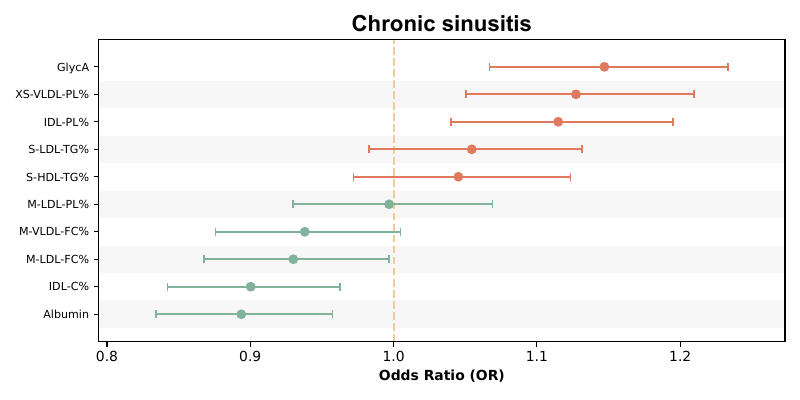 Chronic sinusitis
GlycA
XS-VLDL-PL%
IDL-PL%
S-LDL-TG%
S-HDL-TG%
M-LDL-PL%
M-VLDL-FC%
M-LDL-FC%
IDL-C%
Albumin
0.8 0.9 1.0 1.1 1.2
Odds Ratio (OR)